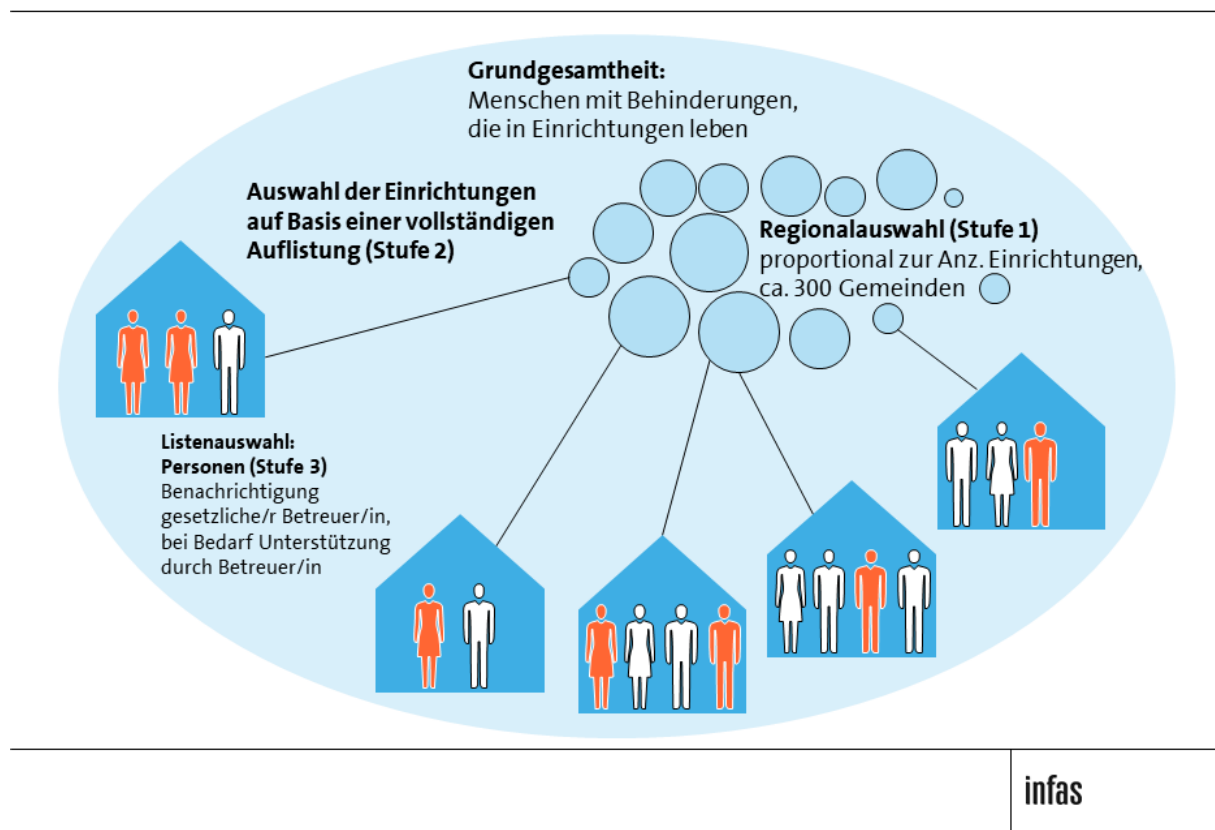 Grundgesamtheit:
Menschen mit Behinderungen,
die in Einrichtungen leben
Auswahl der Einrichtungen
auf Basis einer vollständigen
Auflistung (Stufe 2)
Regionalauswahl (Stufe 1)
proportional zur Anz. Einrichtungen,
ca. 300 Gemeinden
Listenauswahl:
Personen (Stufe 3)
Benachrichtigung
gesetzliche/r Betreuer/in,
bei Bedarf Unterstützung
durch Betreuer/in
infas